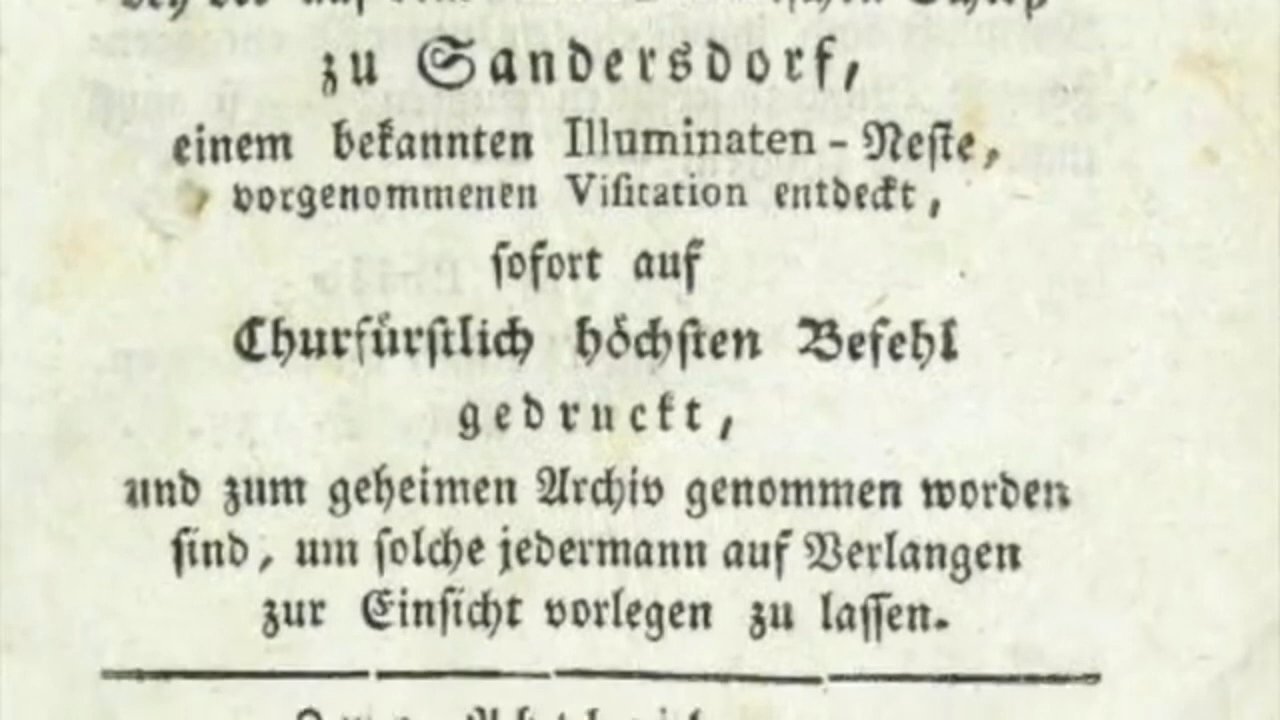 zu Sandersdorf,
einem bekannten Illuminaten-Neſte,
vorgenommenen Viſitation entdeckt,
ſofort auf
Churfürſtlich höchſten Befehl
gedruckt,
und zum geheimen Archiv genommen worden
ſind, um ſolche jedermann auf Verlangen
zur Einſicht vorlegen zu laſſen.